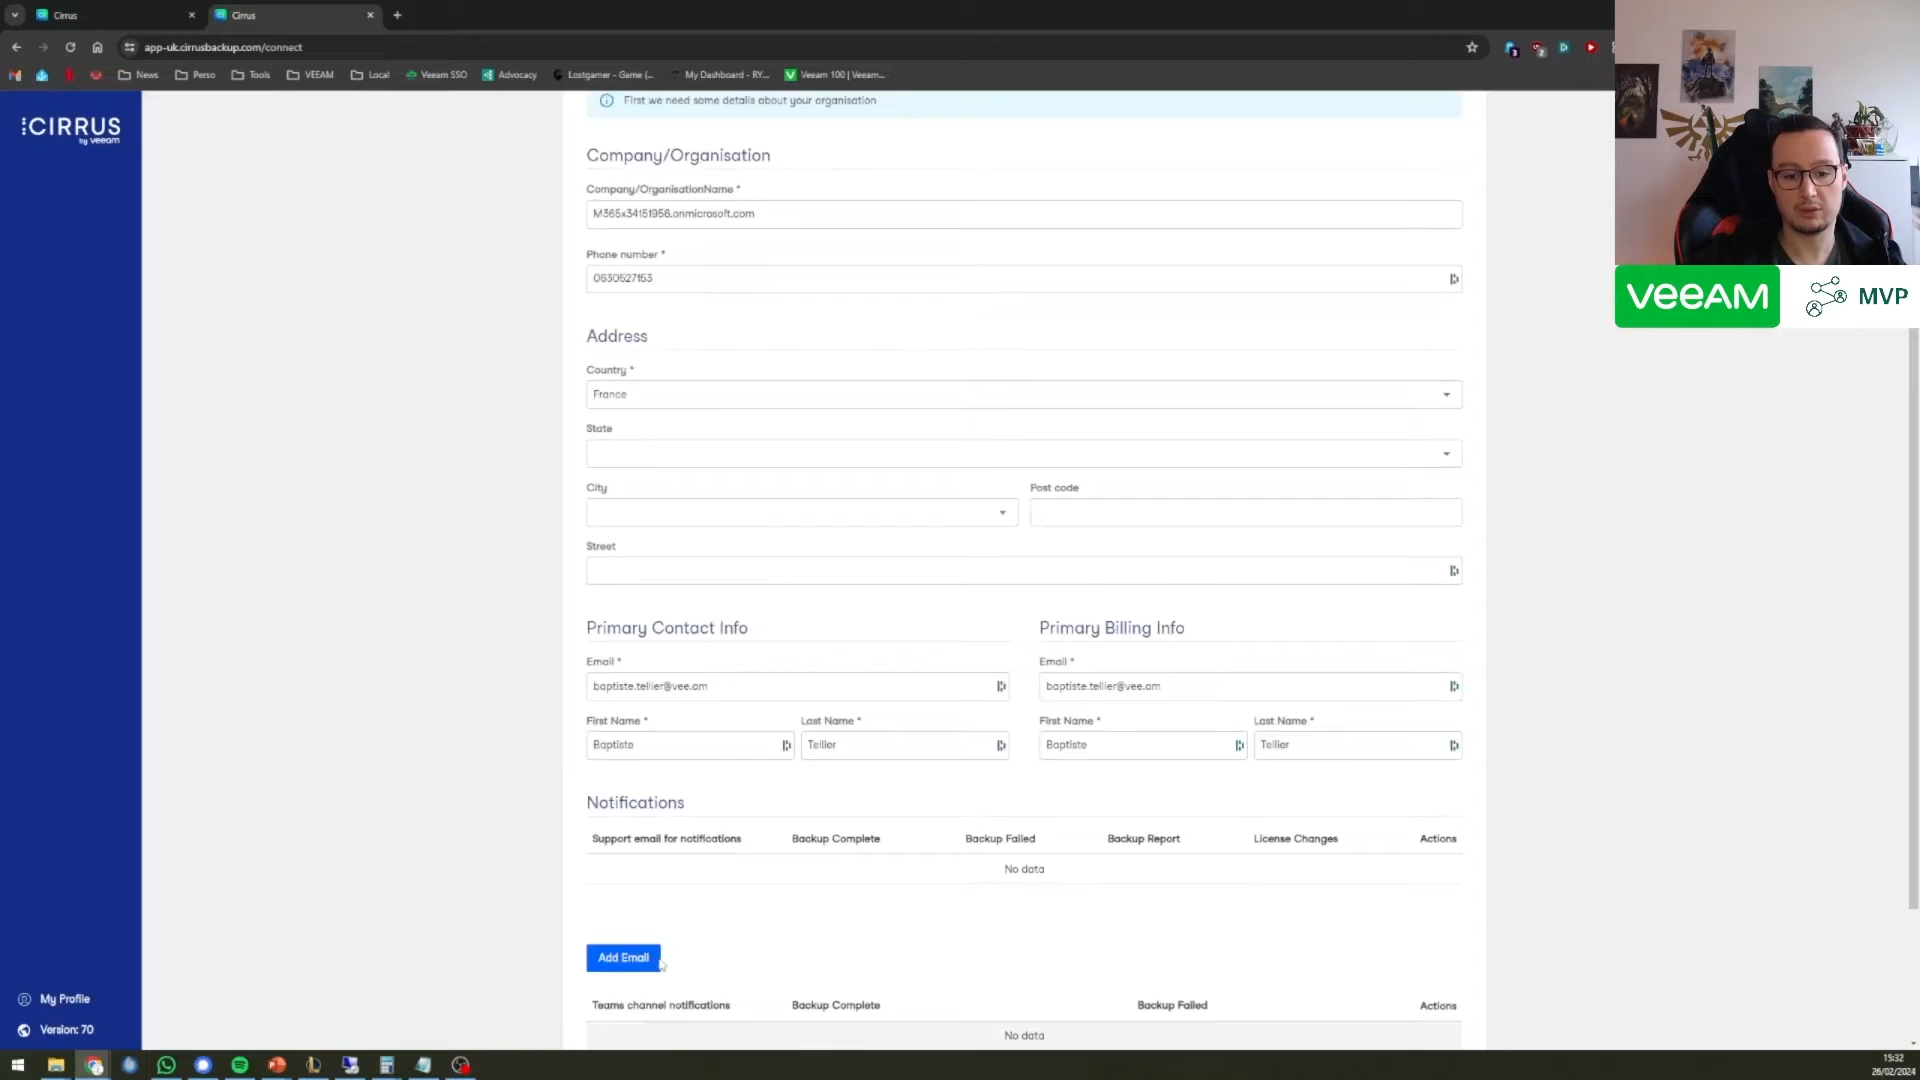 Cirrus
Cirrus
app-uk.cirrusbackup.com/connect
3
2
News
Perso
Tools
VEEAM
Local
Veeam SSO
Advocacy
Lostgamer - Game (...
My Dashboard - RY...
Veeam 100 | Veeam...
CIRRUS
by veeam
First we need some details about your organisation
Company/Organisation
Company/OrganisationName *
M365x34151956.onmicrosoft.com
Phone number *
0630527153
Address
Country *
France
State
City
Post code
Street
Primary Contact Info
Primary Billing Info
Email *
Email *
baptiste.tellier@vee.am
baptiste.tellier@vee.am
First Name *
Last Name *
First Name *
Last Name *
Baptiste
Tellier
Baptiste
Tellier
Notifications
Support email for notifications
Backup Complete
Backup Failed
Backup Report
License Changes
Actions
No data
Add Email
Teams channel notifications
Backup Complete
Backup Failed
Actions
No data
My Profile
Version: 70
veeAM
MVP
15:32
26/02/2024